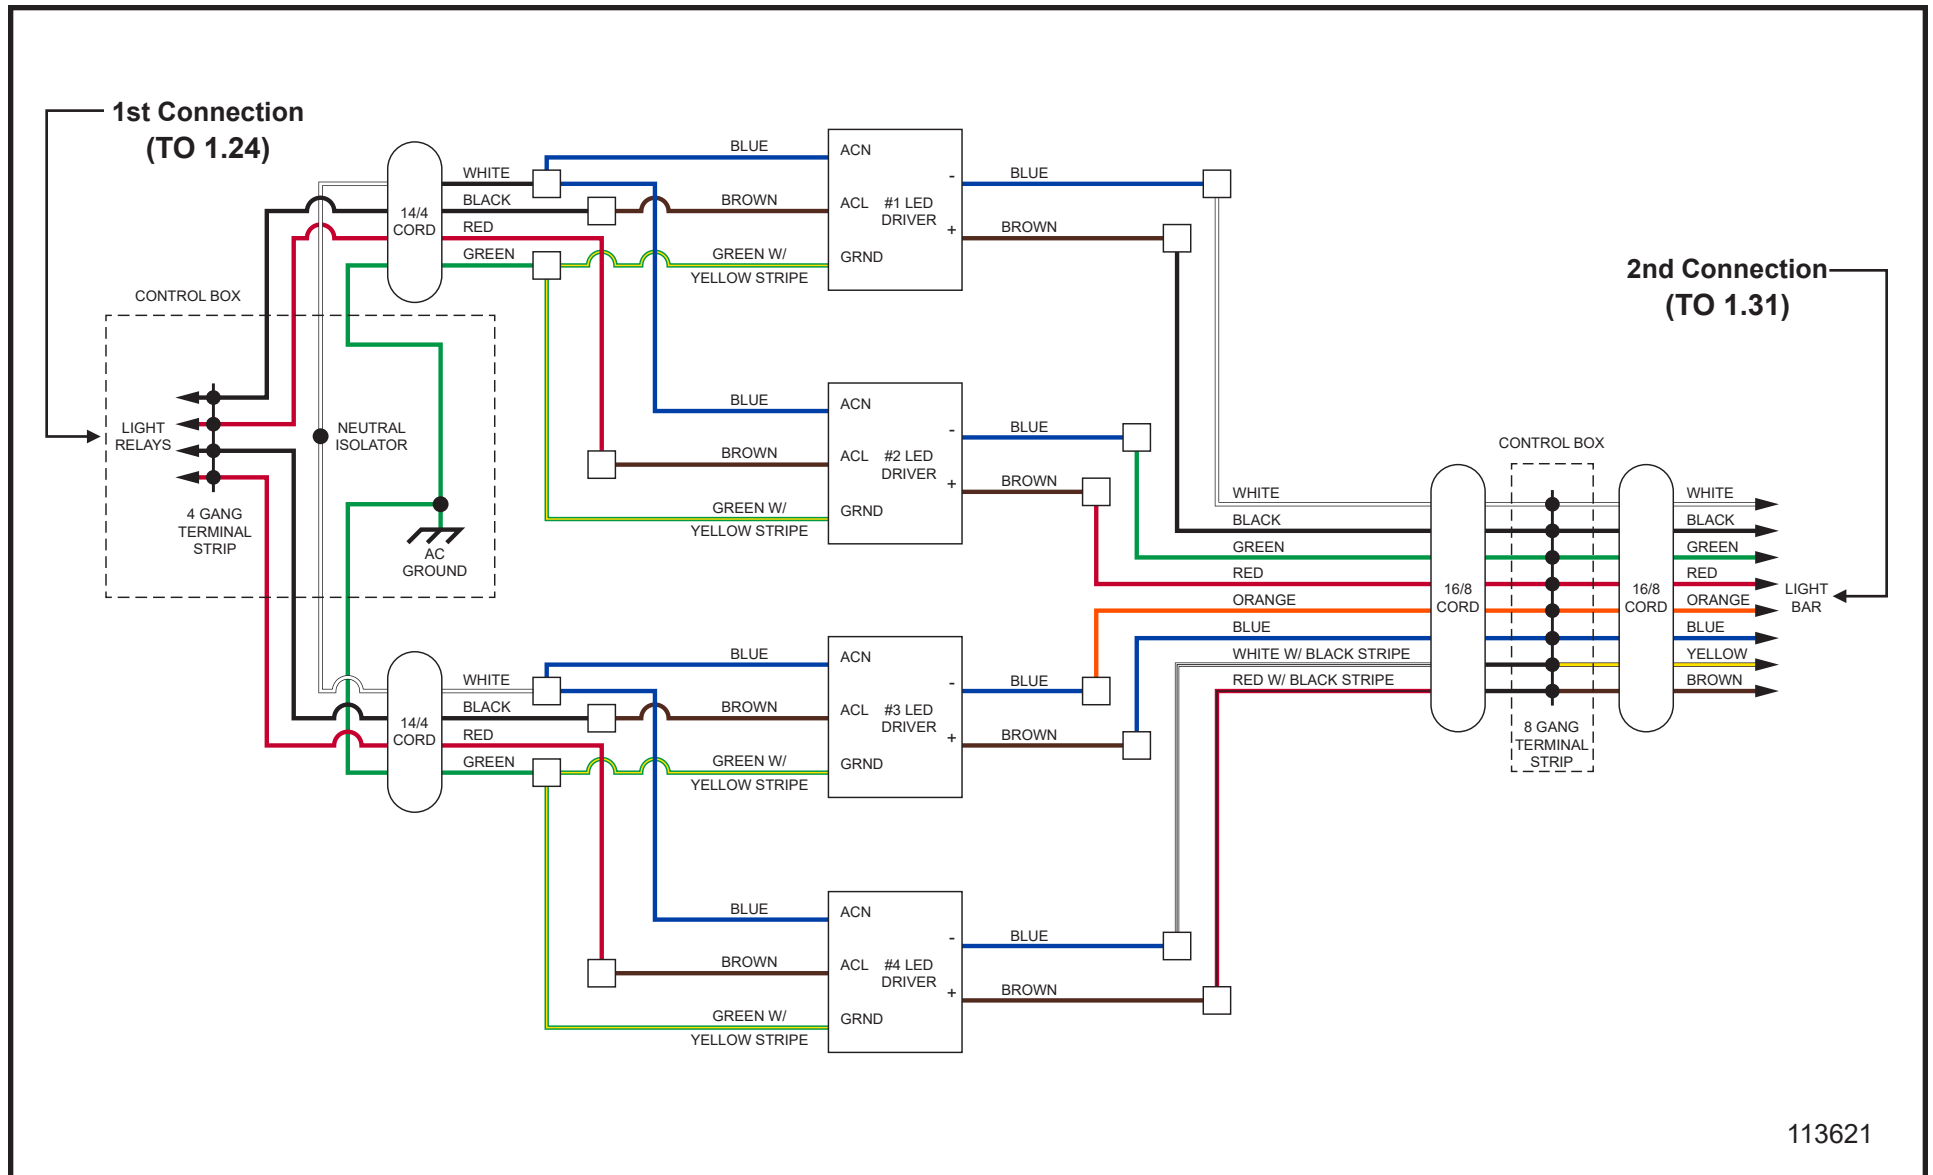 1st Connection
(TO 1.24)
CONTROL BOX
LIGHT
RELAYS
NEUTRAL
ISOLATOR
4 GANG
TERMINAL
STRIP
AC
GROUND
14/4
CORD
WHITE
BLACK
RED
GREEN
BLUE
BROWN
GREEN W/
YELLOW STRIPE
ACN
ACL
GRND
#1 LED
DRIVER
-
+
BLUE
BROWN
BLUE
BROWN
GREEN W/
YELLOW STRIPE
ACN
ACL
GRND
#2 LED
DRIVER
-
+
BLUE
BROWN
14/4
CORD
WHITE
BLACK
RED
GREEN
BLUE
BROWN
GREEN W/
YELLOW STRIPE
ACN
ACL
GRND
#3 LED
DRIVER
-
+
BLUE
BROWN
BLUE
BROWN
GREEN W/
YELLOW STRIPE
ACN
ACL
GRND
#4 LED
DRIVER
-
+
BLUE
BROWN
2nd Connection
(TO 1.31)
WHITE
BLACK
GREEN
RED
ORANGE
BLUE
WHITE W/ BLACK STRIPE
RED W/ BLACK STRIPE
16/8
CORD
CONTROL BOX
8 GANG
TERMINAL
STRIP
16/8
CORD
WHITE
BLACK
GREEN
RED
ORANGE
BLUE
YELLOW
BROWN
LIGHT
BAR
113621